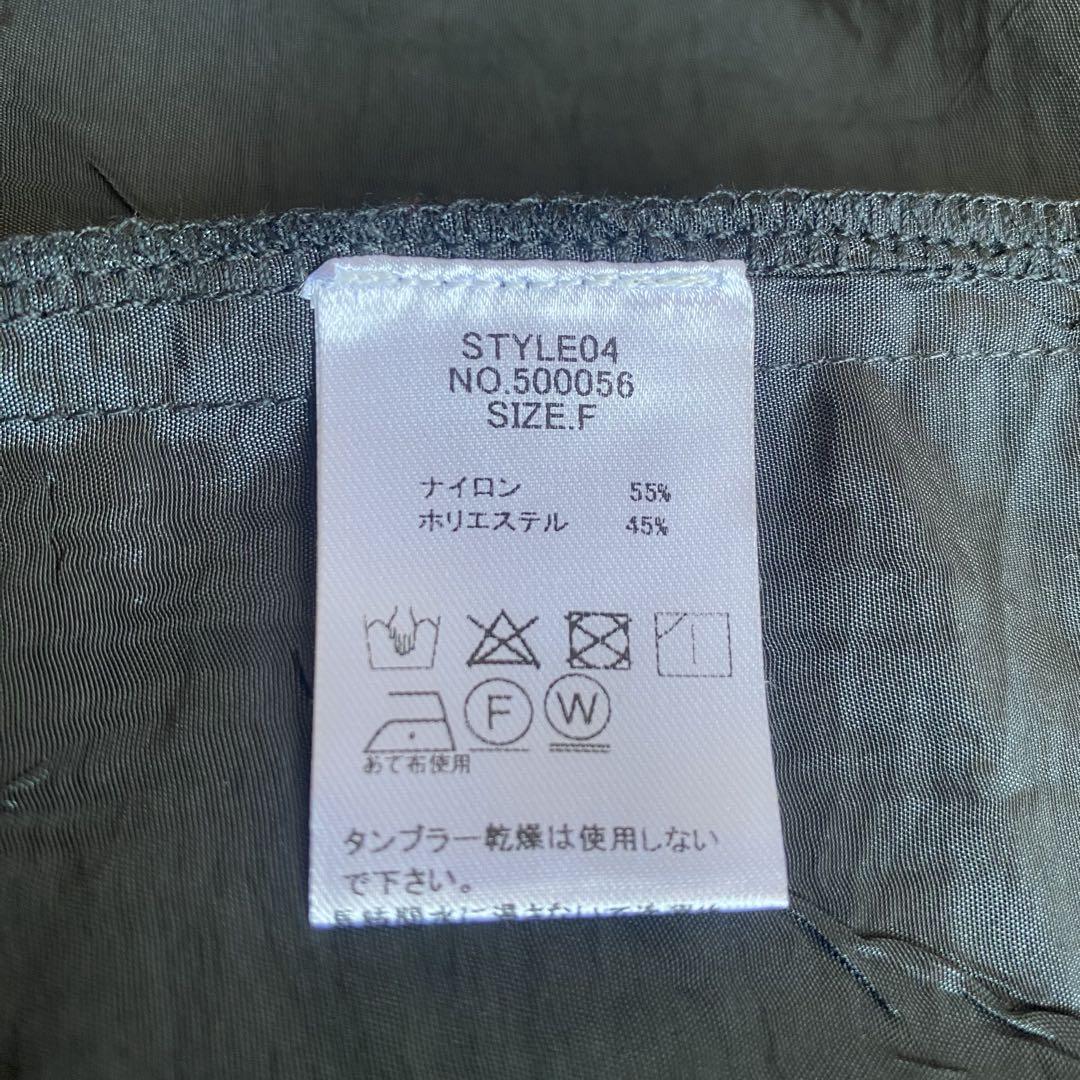 STYLE04
NO.500056
SIZE.F
ナイロン 55%
ポリエステル 45%
F W
あて布使用
タンブラー乾燥は使用しない
で下さい。